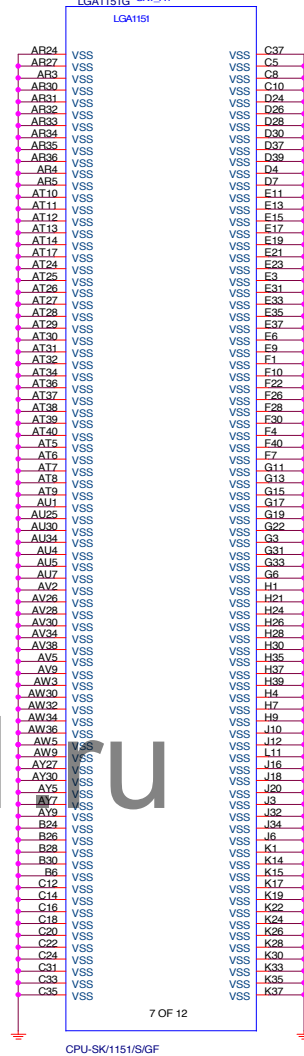 LGA1151G
LGA1151
AR24 VSS VSS C37
AR27 VSS VSS C5
AR3 VSS VSS C8
AR30 VSS VSS C10
AR31 VSS VSS D24
AR32 VSS VSS D26
AR33 VSS VSS D28
AR34 VSS VSS D30
AR35 VSS VSS D37
AR36 VSS VSS D39
AR4 VSS VSS D4
AR5 VSS VSS D7
AT10 VSS VSS E11
AT11 VSS VSS E13
AT12 VSS VSS E15
AT13 VSS VSS E17
AT14 VSS VSS E19
AT17 VSS VSS E21
AT24 VSS VSS E23
AT25 VSS VSS E3
AT26 VSS VSS E31
AT27 VSS VSS E33
AT28 VSS VSS E35
AT29 VSS VSS E37
AT30 VSS VSS E6
AT31 VSS VSS E9
AT32 VSS VSS F1
AT34 VSS VSS F10
AT36 VSS VSS F22
AT37 VSS VSS F26
AT38 VSS VSS F28
AT39 VSS VSS F30
AT40 VSS VSS F4
AT5 VSS VSS F40
AT6 VSS VSS F7
AT7 VSS VSS G11
AT8 VSS VSS G13
AT9 VSS VSS G15
AU1 VSS VSS G17
AU25 VSS VSS G19
AU30 VSS VSS G22
AU34 VSS VSS G3
AU4 VSS VSS G31
AU5 VSS VSS G33
AU7 VSS VSS G6
AV2 VSS VSS H1
AV26 VSS VSS H21
AV28 VSS VSS H24
AV30 VSS VSS H26
AV34 VSS VSS H28
AV38 VSS VSS H30
AV5 VSS VSS H35
AV9 VSS VSS H37
AW3 VSS VSS H39
AW30 VSS VSS H4
AW32 VSS VSS H7
AW34 VSS VSS H9
AW36 VSS VSS J10
AW5 VSS VSS J12
AW9 VSS VSS L11
AY27 VSS VSS J16
AY30 VSS VSS J18
AY5 VSS VSS J20
AY7 VSS VSS J3
AY9 VSS VSS J32
B24 VSS VSS J34
B26 VSS VSS J6
B28 VSS VSS K1
B30 VSS VSS K14
B6 VSS VSS K15
C12 VSS VSS K17
C14 VSS VSS K19
C16 VSS VSS K22
C18 VSS VSS K24
C20 VSS VSS K26
C22 VSS VSS K28
C24 VSS VSS K30
C31 VSS VSS K33
C33 VSS VSS K35
C35 VSS VSS K37
.ru
7 OF 12
CPU-SK/1151/S/GF